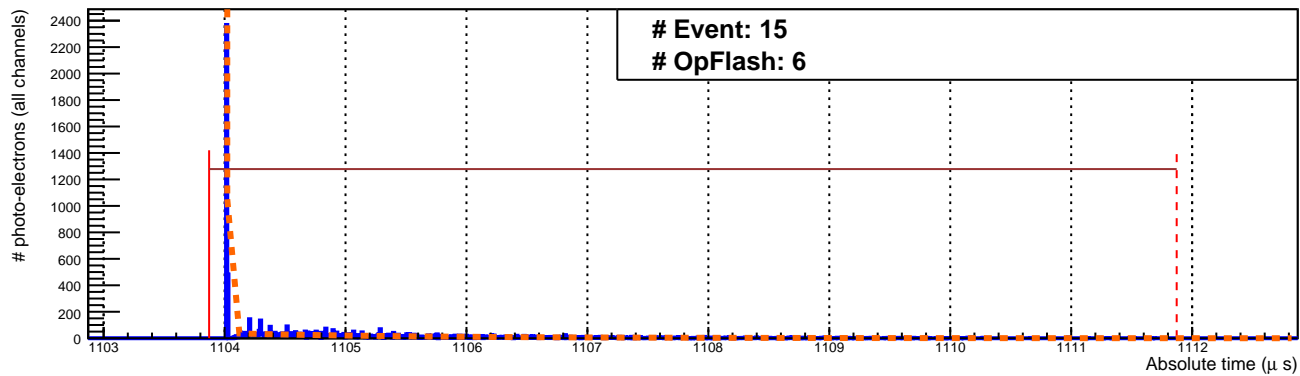 # Event: 15
# OpFlash: 6
# photo-electrons (all channels)
2400
2200
2000
1800
1600
1400
1200
1000
800
600
400
200
0
1103 1104 1105 1106 1107 1108 1109 1110 1111 1112
Absolute time (μ s)